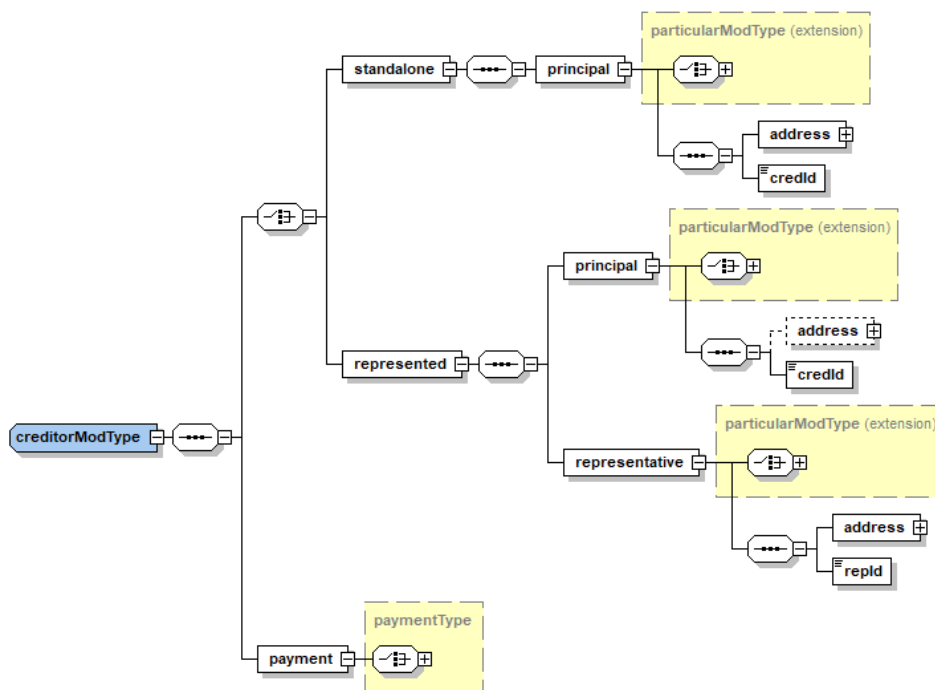 particularModType (extension)
standalone
principal
address
credId
particularModType (extension)
principal
address
represented
credId
particularModType (extension)
creditorModType
representative
address
repId
paymentType
payment